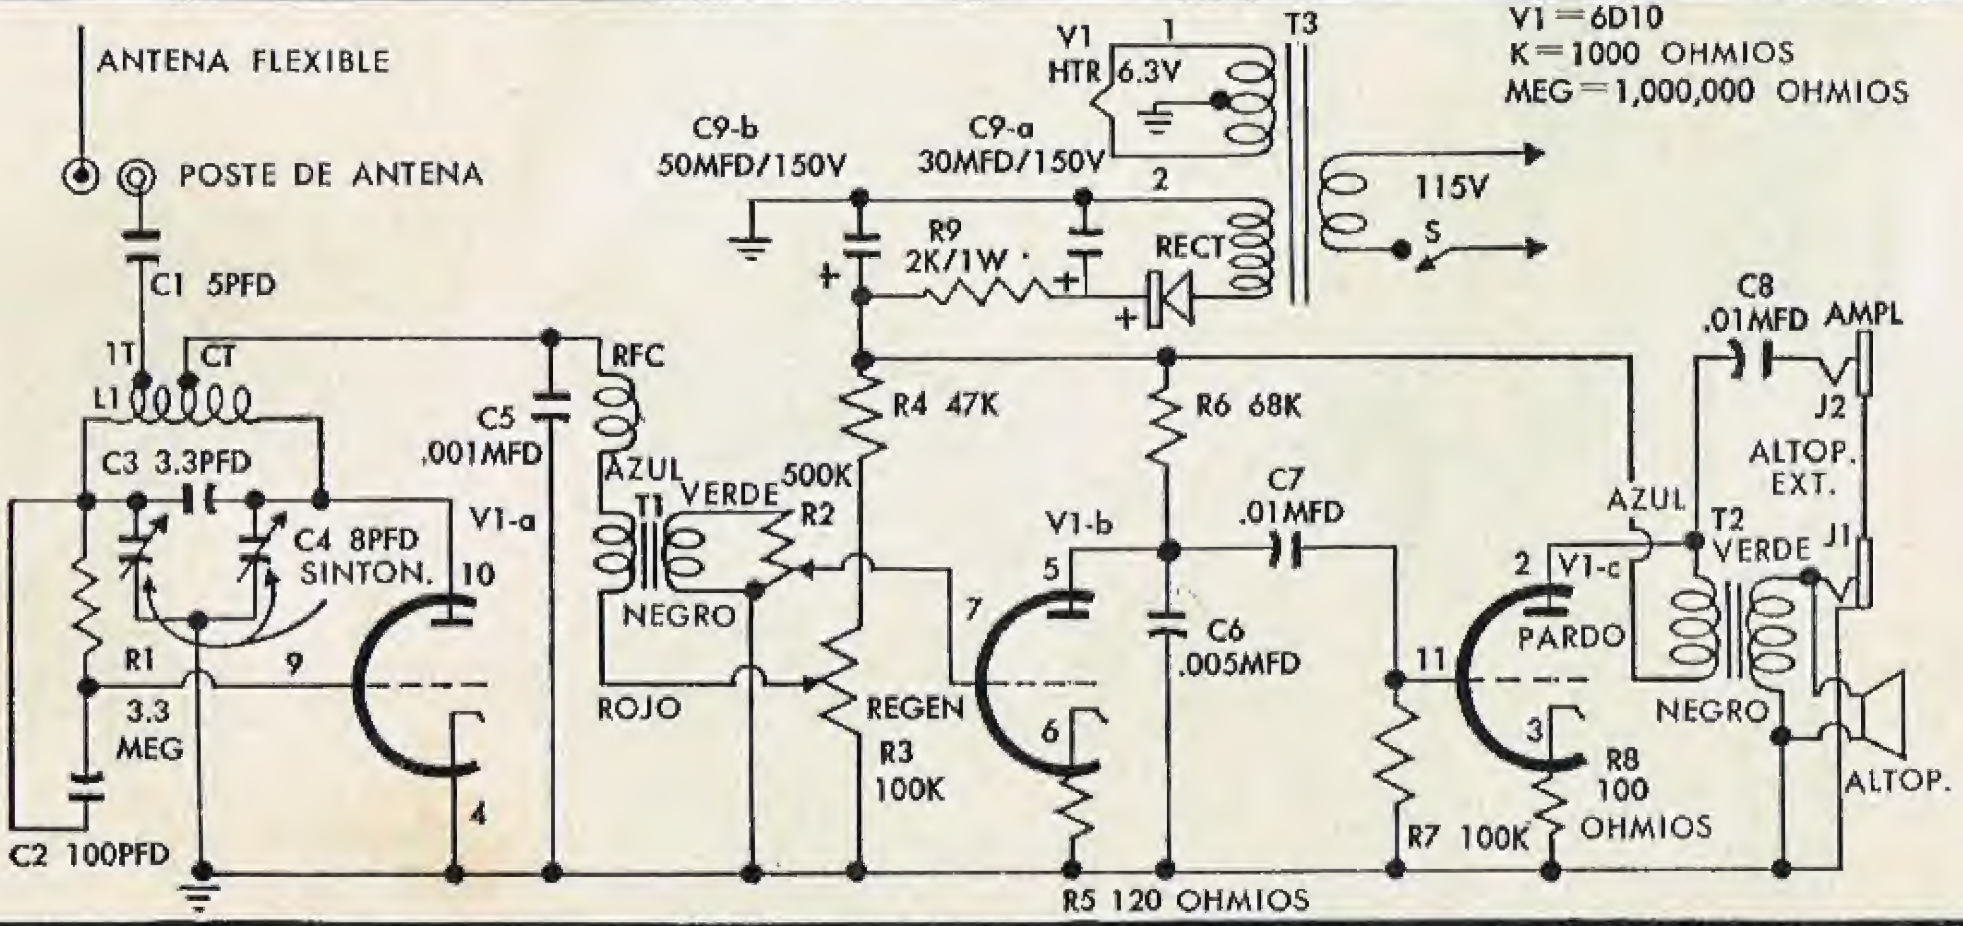 ANTENA FLEXIBLE
POSTE DE ANTENA
C1 5PFD
1T
CT
L1
C3 3.3PFD
C4 8PFD
SINTON.
R1
3.3
MEG
C2 100PFD
9
V1-a
10
4
C5
.001MFD
RFC
AZUL
T1
VERDE
500K
R2
NEGRO
ROJO
C9-b
50MFD/150V
C9-a
30MFD/150V
R9
2K/1W
+
+
+
RECT
V1
HTR
6.3V
1
2
T3
115V
S
V1=6D10
K=1000 OHMIOS
MEG=1,000,000 OHMIOS
R4 47K
R6 68K
REGEN
R3
100K
V1-b
5
7
6
R5 120 OHMIOS
C6
.005MFD
C7
.01MFD
11
R7 100K
2
V1-c
PARDO
3
R8
100
OHMIOS
AZUL
T2
VERDE
NEGRO
C8
.01MFD
AMPL
J2
ALTOP.
EXT.
J1
ALTOP.